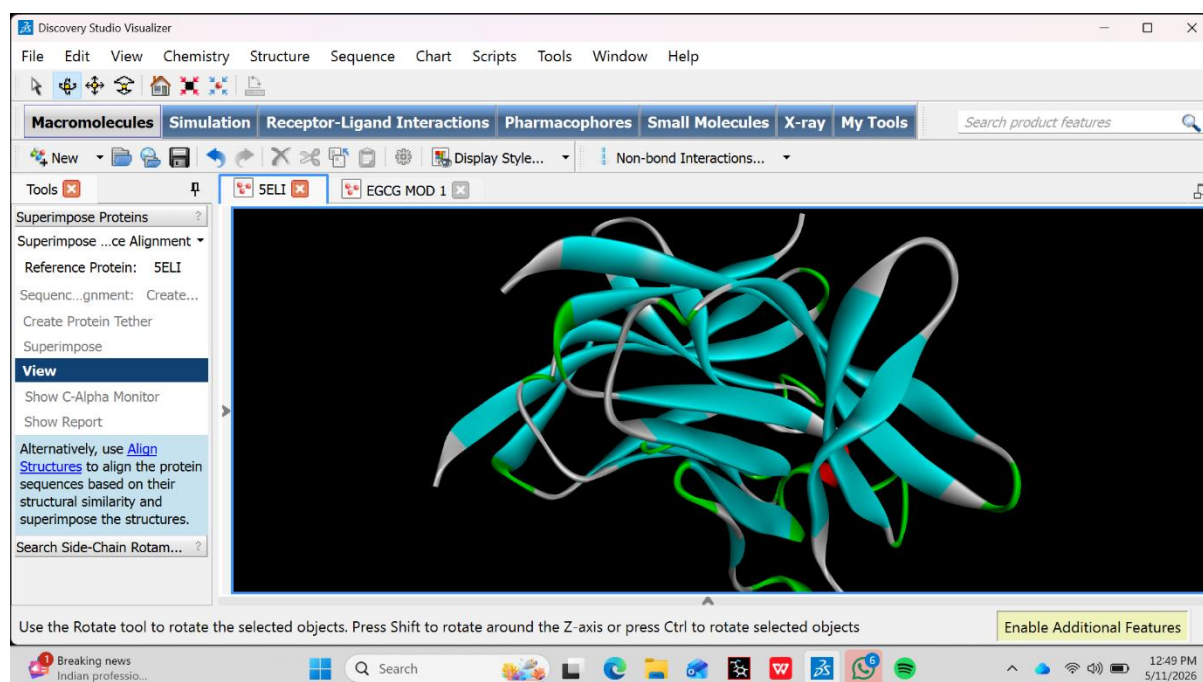 Discovery Studio Visualizer
File Edit View Chemistry Structure Sequence Chart Scripts Tools Window Help
Macromolecules Simulation Receptor-Ligand Interactions Pharmacophores Small Molecules X-ray My Tools Search product features
New Display Style... Non-bond Interactions...
Tools 5ELI EGCG MOD 1
Superimpose Proteins ?
Superimpose ...ce Alignment
Reference Protein: 5ELI
Sequenc...gnment: Create...
Create Protein Tether
Superimpose
View
Show C-Alpha Monitor
Show Report
Alternatively, use Align
Structures to align the protein
sequences based on their
structural similarity and
superimpose the structures.
Search Side-Chain Rotam... ?
Use the Rotate tool to rotate the selected objects. Press Shift to rotate around the Z-axis or press Ctrl to rotate selected objects Enable Additional Features
1 Breaking news
Indian professio...
Search
6
12:49 PM
5/11/2028